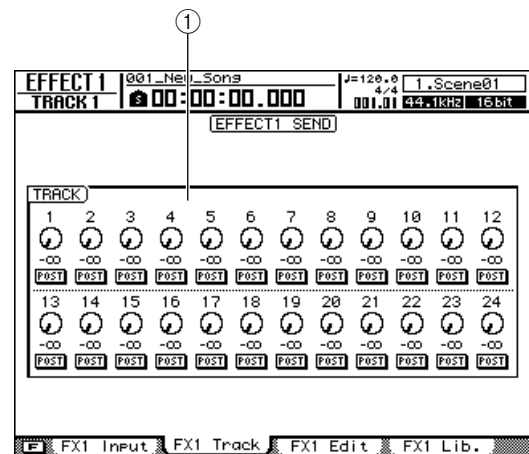 ①
EFFECT 1 001_New_Song J=120.0 4/4 1.Scene01
TRACK 1 S 00:00:00.000 001.01 44.1kHz 16bit
EFFECT1 SEND
TRACK
1 2 3 4 5 6 7 8 9 10 11 12
-∞ -∞ -∞ -∞ -∞ -∞ -∞ -∞ -∞ -∞ -∞ -∞
POST POST POST POST POST POST POST POST POST POST POST POST
13 14 15 16 17 18 19 20 21 22 23 24
-∞ -∞ -∞ -∞ -∞ -∞ -∞ -∞ -∞ -∞ -∞ -∞
POST POST POST POST POST POST POST POST POST POST POST POST
F FX1 Input FX1 Track FX1 Edit FX1 Lib.